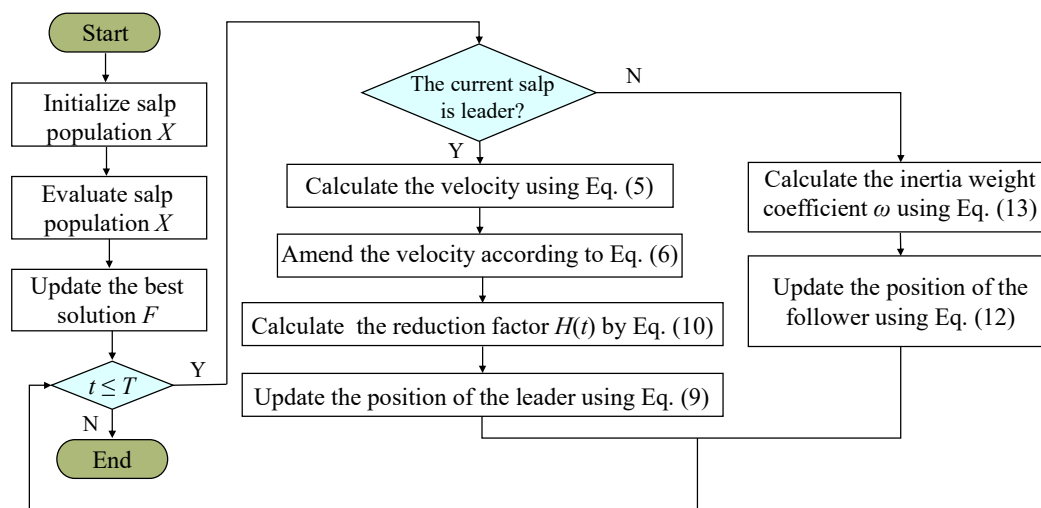 Start
Initialize salp
population X
Evaluate salp
population X
Update the best
solution F
t ≤ T
Y
N
End
The current salp
is leader?
N
Y
Calculate the velocity using Eq. (5)
Amend the velocity according to Eq. (6)
Calculate the reduction factor H(t) by Eq. (10)
Update the position of the leader using Eq. (9)
Calculate the inertia weight
coefficient ω using Eq. (13)
Update the position of the
follower using Eq. (12)